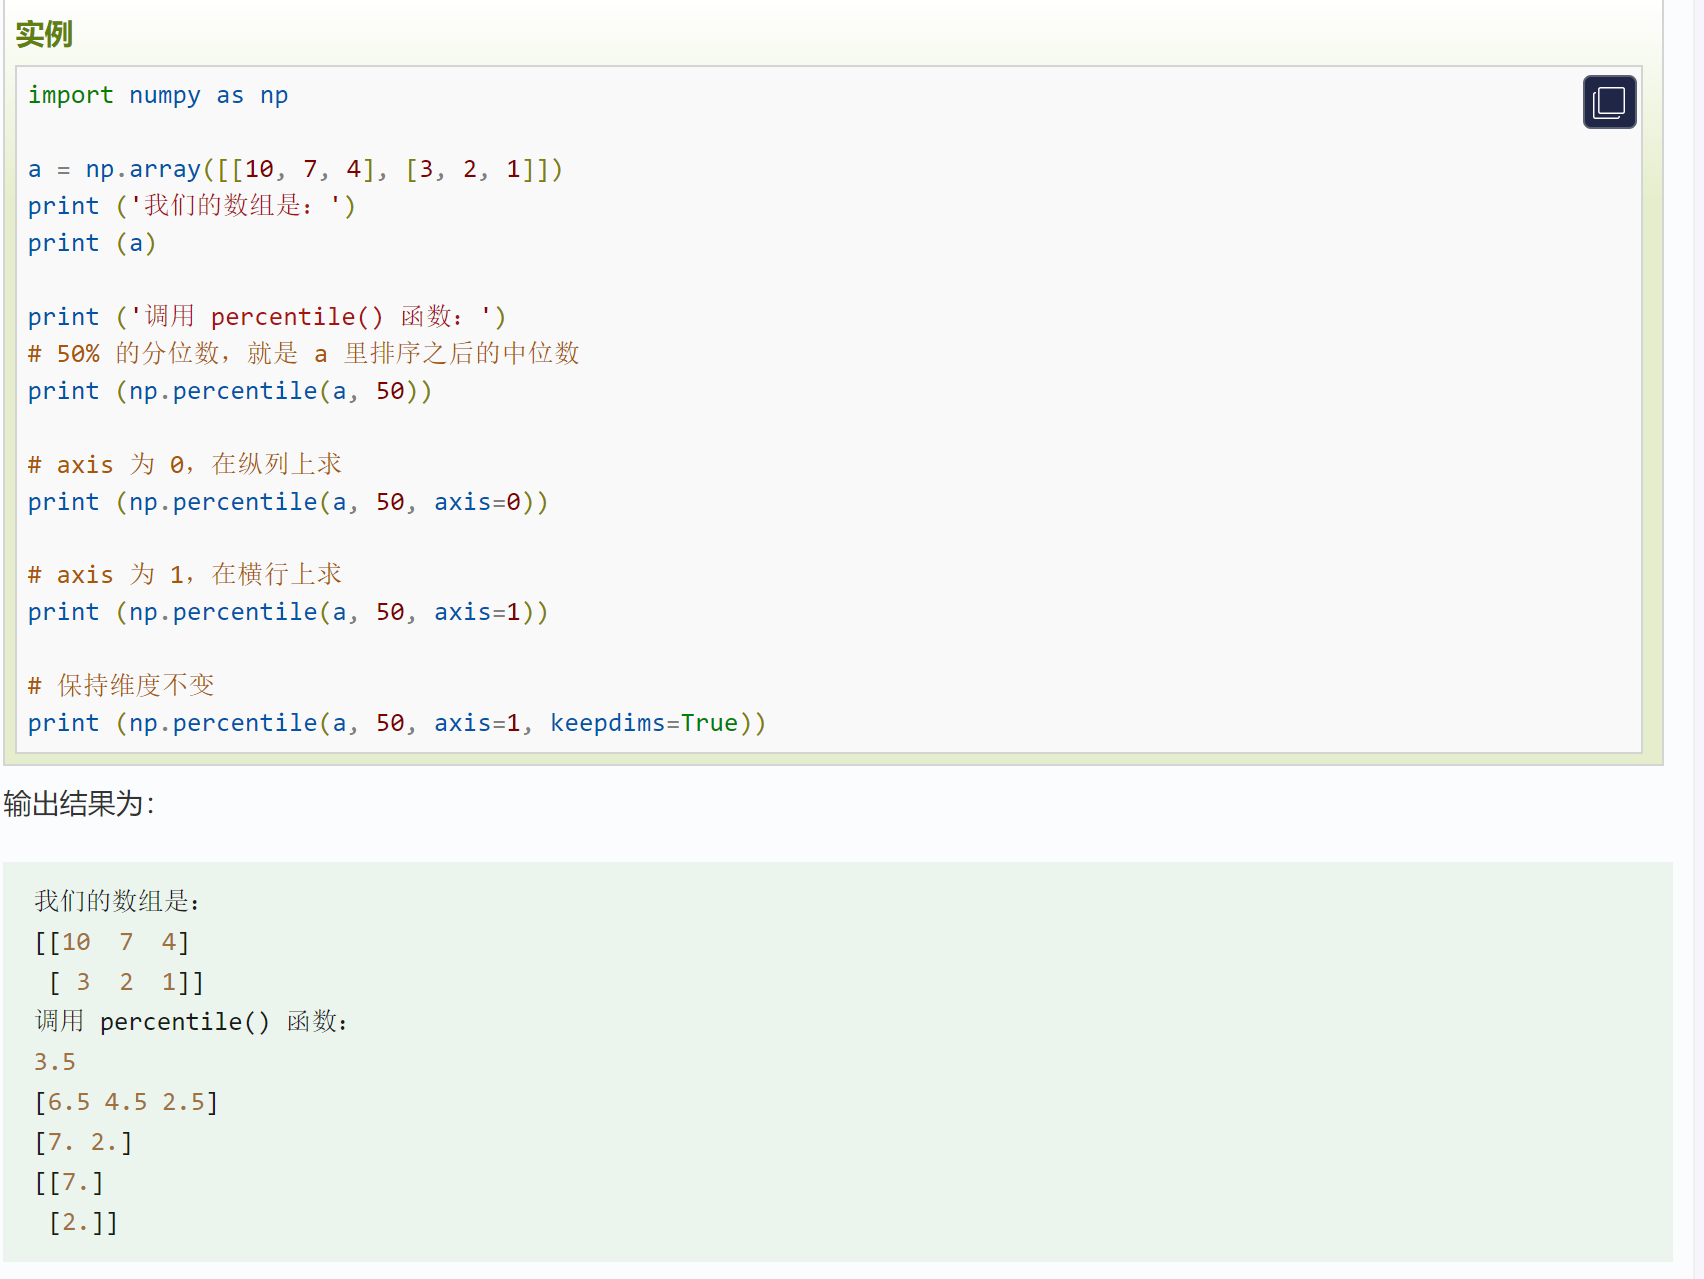 实例
import numpy as np
a = np.array([[10, 7, 4], [3, 2, 1]])
print ('我们的数组是：')
print (a)
print ('调用 percentile() 函数：')
# 50% 的分位数，就是 a 里排序之后的中位数
print (np.percentile(a, 50))
# axis 为 0，在纵列上求
print (np.percentile(a, 50, axis=0))
# axis 为 1，在横行上求
print (np.percentile(a, 50, axis=1))
# 保持维度不变
print (np.percentile(a, 50, axis=1, keepdims=True))
输出结果为：
我们的数组是：
[[10  7  4]
 [ 3  2  1]]
调用 percentile() 函数：
3.5
[6.5 4.5 2.5]
[7. 2.]
[[7.]
 [2.]]